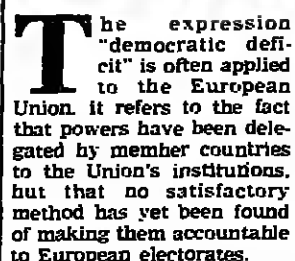 The expression
"democratic defi-
cit" is often applied
to the European
Union. it refers to the fact
that powers have been dele-
gated by member countries
to the Union's institutions,
but that no satisfactory
method has yet been found
of making them accountable
to European electorates.